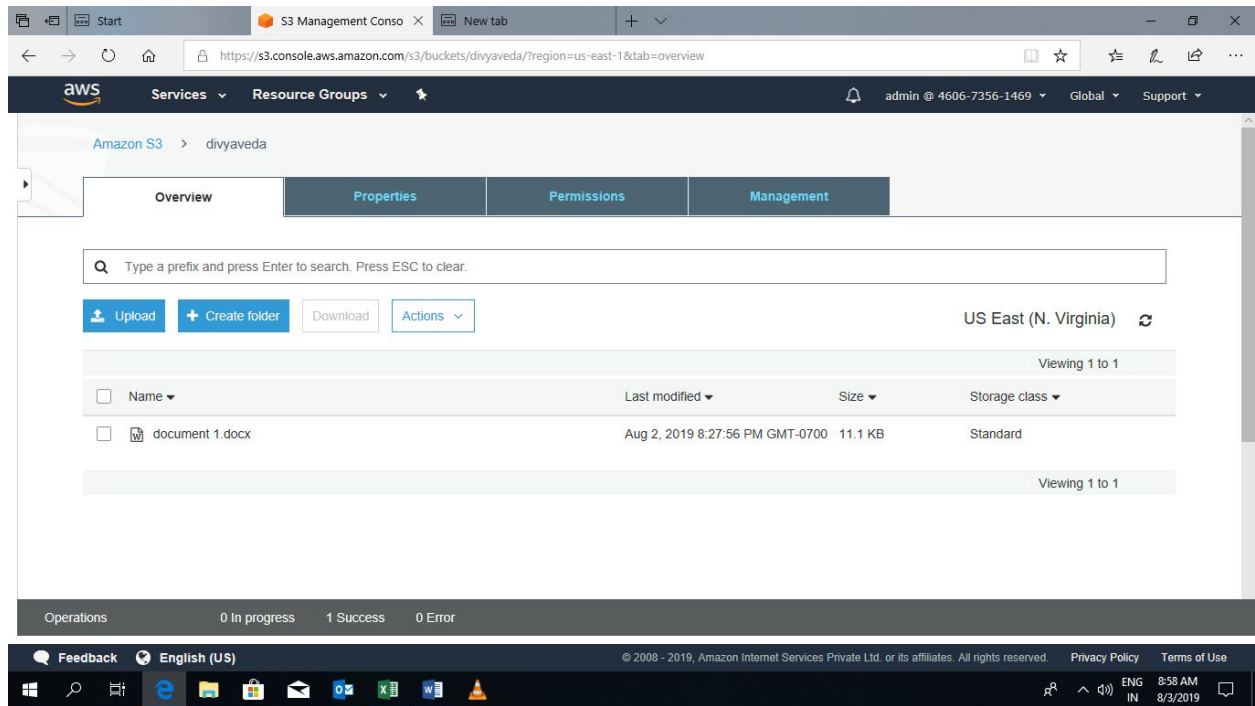 Start
S3 Management Conso
New tab
https://s3.console.aws.amazon.com/s3/buckets/divyaveda/?region=us-east-1&tab=overview
aws Services Resource Groups admin @ 4606-7356-1469 Global Support
Amazon S3 > divyaveda
Overview Properties Permissions Management
Type a prefix and press Enter to search. Press ESC to clear.
Upload + Create folder Download Actions US East (N. Virginia)
Viewing 1 to 1
Name Last modified Size Storage class
document 1.docx Aug 2, 2019 8:27:56 PM GMT-0700 11.1 KB Standard
Viewing 1 to 1
Operations 0 In progress 1 Success 0 Error
Feedback English (US) © 2008 - 2019, Amazon Internet Services Private Ltd. or its affiliates. All rights reserved. Privacy Policy Terms of Use
ENG 8:58 AM
IN 8/3/2019